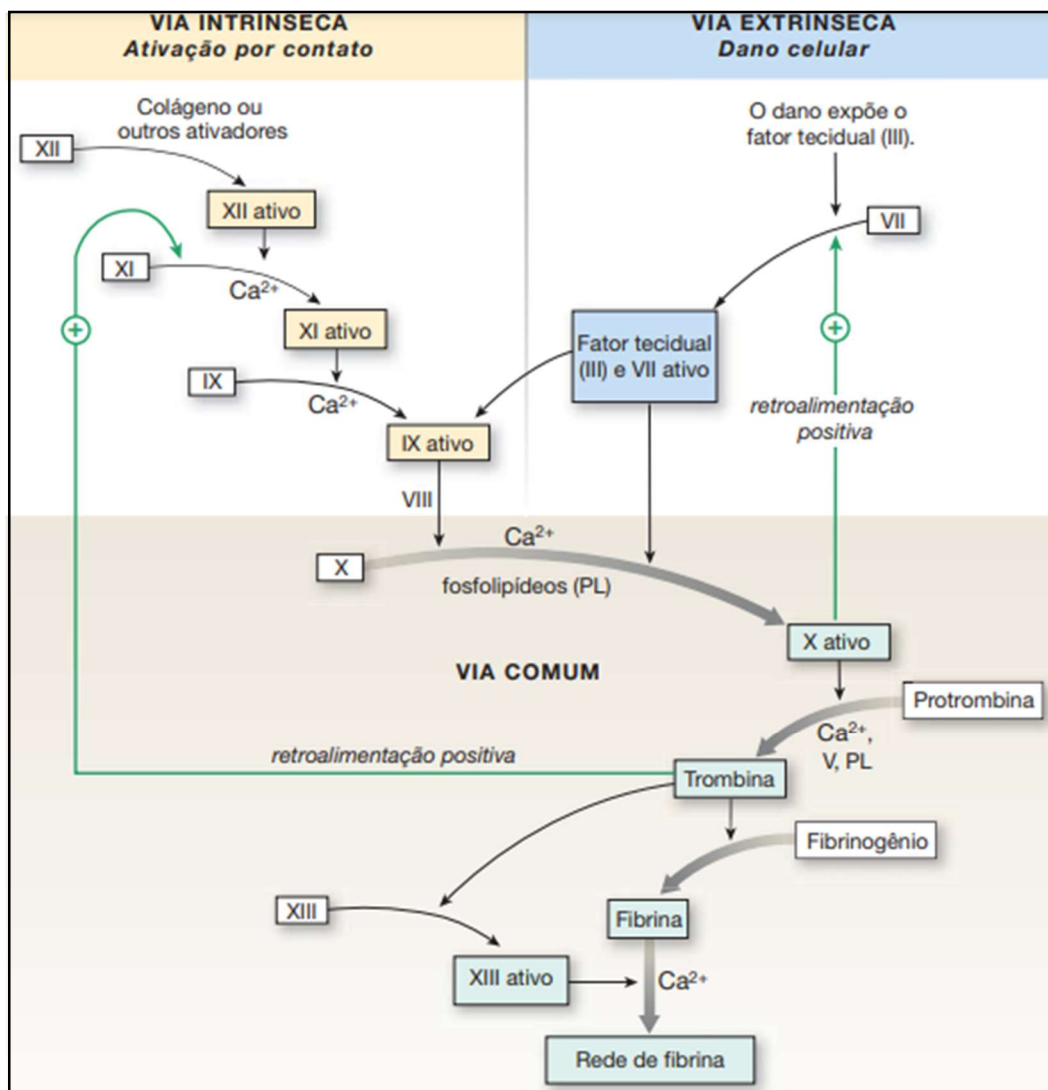 VIA INTRÍNSECA
Ativação por contato
VIA EXTRÍNSECA
Dano celular
Colágeno ou
outros ativadores
O dano expõe o
fator tecidual (III).
XII
XII ativo
VII
XI
Ca²⁺
XI ativo
Fator tecidual
(III) e VII ativo
IX
Ca²⁺
retroalimentação
positiva
IX ativo
VIII
Ca²⁺
X
fosfolipídeos (PL)
X ativo
VIA COMUM
Protrombina
Ca²⁺,
V, PL
retroalimentação positiva
Trombina
Fibrinogênio
XIII
Fibrina
XIII ativo
Ca²⁺
Rede de fibrina